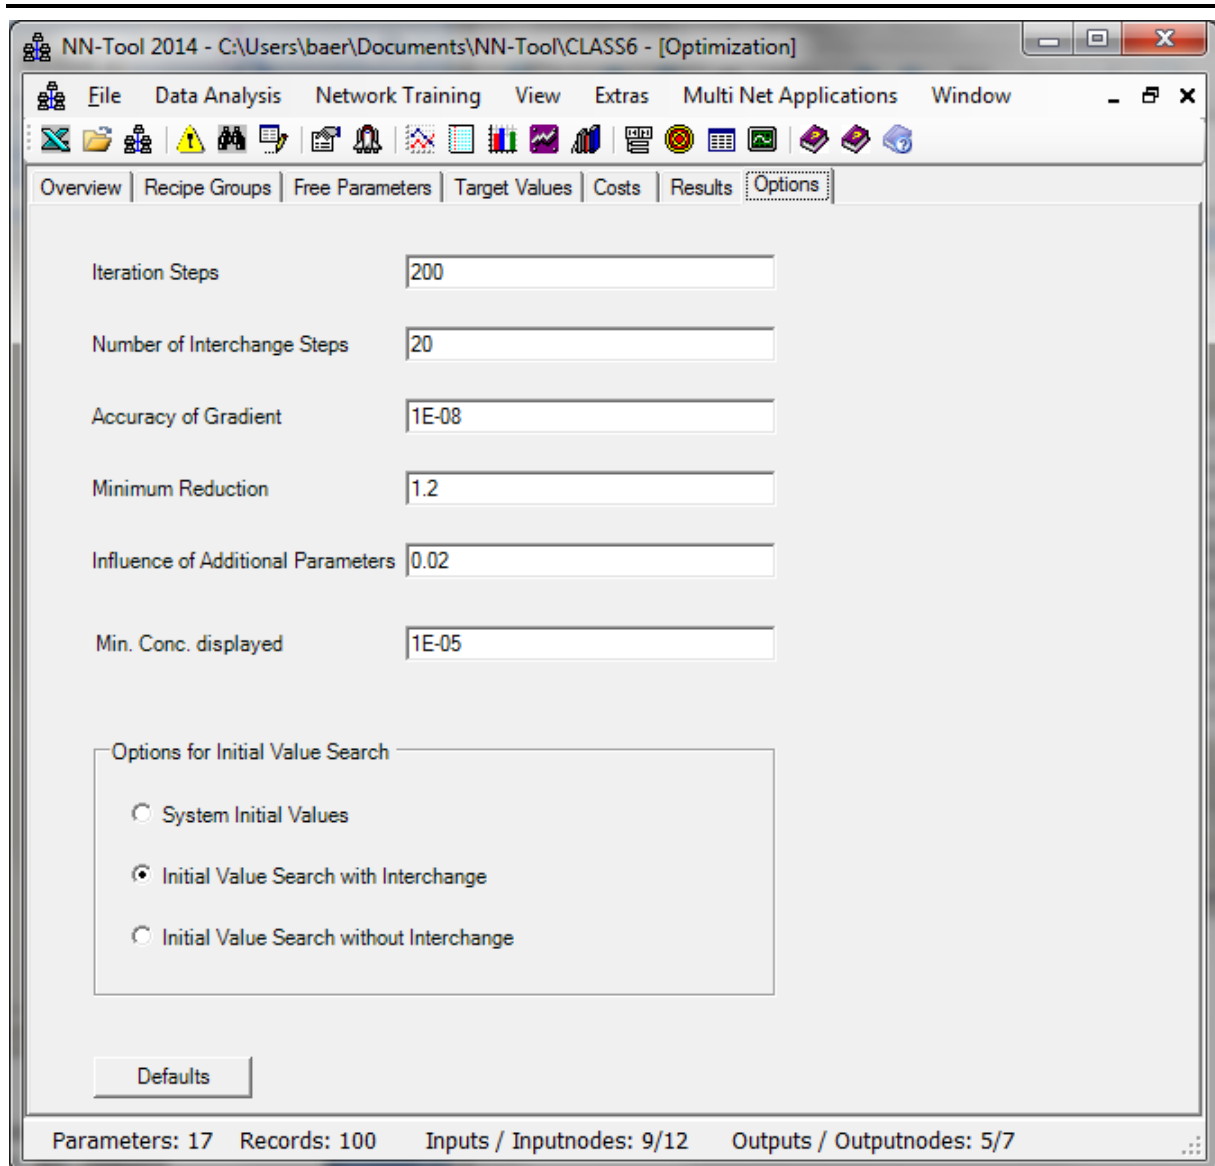 NN-Tool 2014 - C:\Users\baer\Documents\NN-Tool\CLASS6 - [Optimization]
File Data Analysis Network Training View Extras Multi Net Applications Window
Overview Recipe Groups Free Parameters Target Values Costs Results Options
Iteration Steps 200
Number of Interchange Steps 20
Accuracy of Gradient 1E-08
Minimum Reduction 1.2
Influence of Additional Parameters 0.02
Min. Conc. displayed 1E-05
Options for Initial Value Search
System Initial Values
Initial Value Search with Interchange
Initial Value Search without Interchange
Defaults
Parameters: 17 Records: 100 Inputs / Inputnodes: 9/12 Outputs / Outputnodes: 5/7